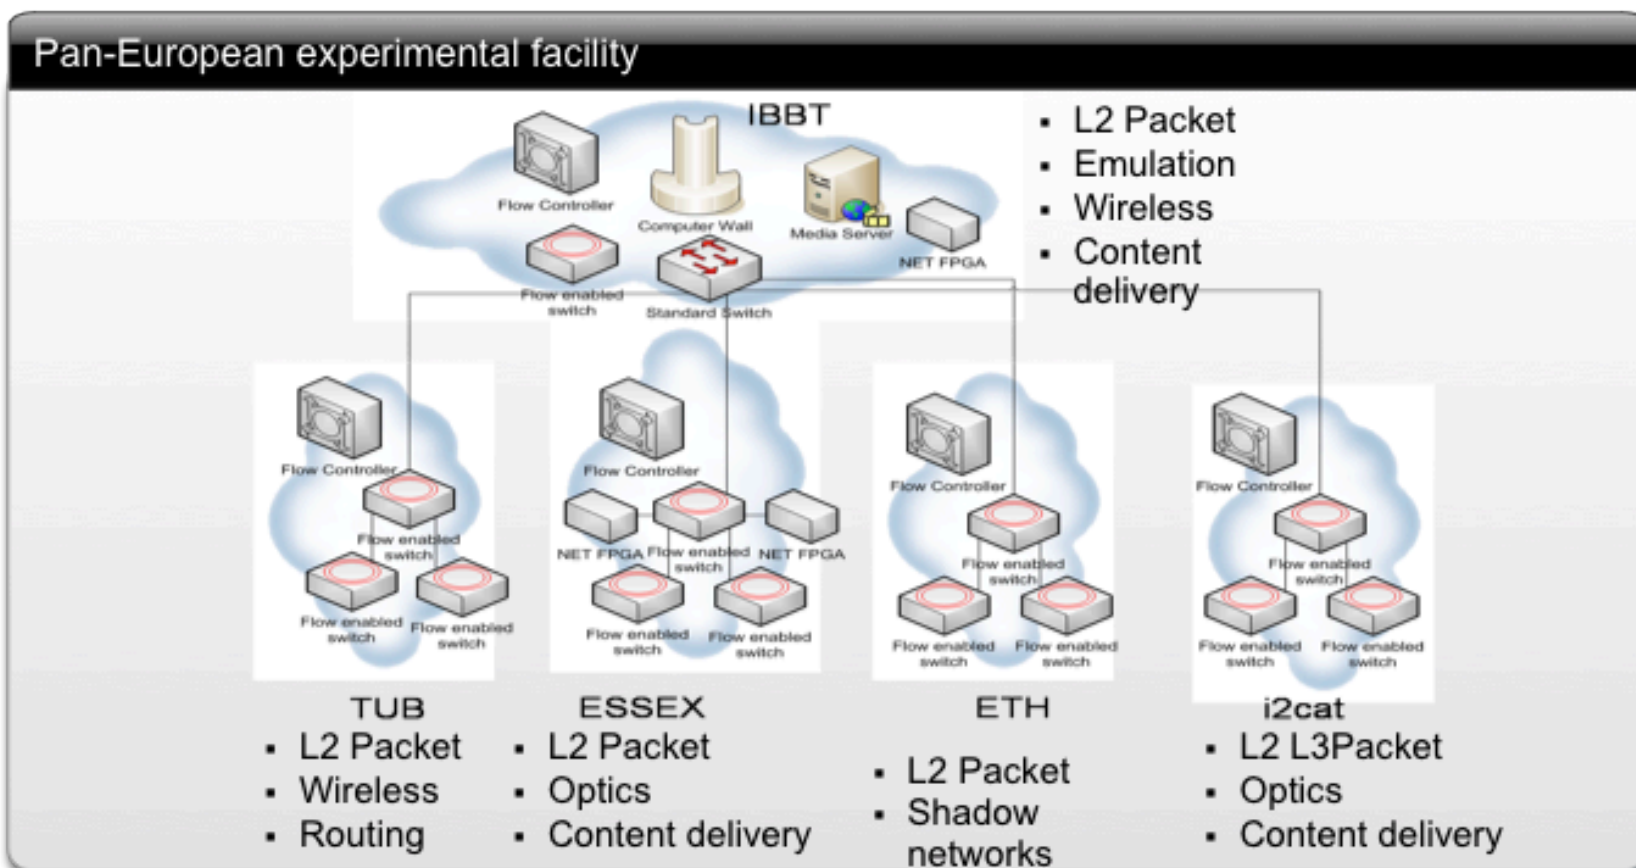 Pan-European experimental facility
IBBT
Flow Controller
Computer Wall
Media Server
NET FPGA
Flow enabled
switch
Standard Switch
▪ L2 Packet
▪ Emulation
▪ Wireless
▪ Content
delivery
Flow Controller
Flow enabled
switch
Flow enabled
switch
Flow enabled
switch
TUB
▪ L2 Packet
▪ Wireless
▪ Routing
Flow Controller
NET FPGA
Flow enabled
switch
NET FPGA
Flow enabled
switch
Flow enabled
switch
ESSEX
▪ L2 Packet
▪ Optics
▪ Content delivery
Flow Controller
Flow enabled
switch
Flow enabled
switch
Flow enabled
switch
ETH
▪ L2 Packet
▪ Shadow
networks
Flow Controller
Flow enabled
switch
Flow enabled
switch
Flow enabled
switch
i2cat
▪ L2 L3Packet
▪ Optics
▪ Content delivery